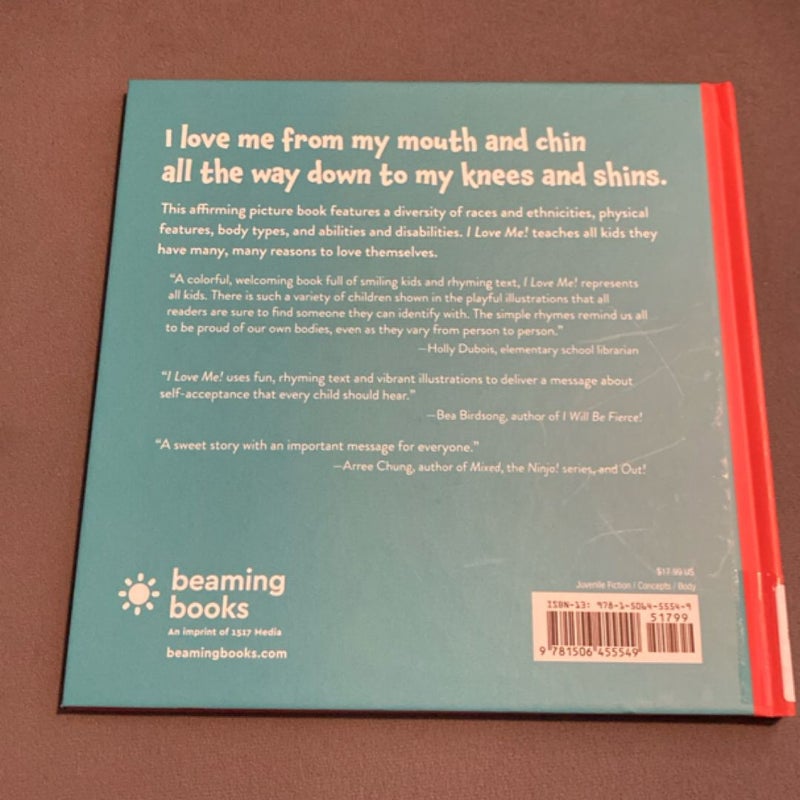 I love me from my mouth and chin
all the way down to my knees and shins.
This affirming picture book features a diversity of races and ethnicities, physical
features, body types, and abilities and disabilities. I Love Me! teaches all kids they
have many, many reasons to love themselves.
“A colorful, welcoming book full of smiling kids and rhyming text, I Love Me! represents
all kids. There is such a variety of children shown in the playful illustrations that all
readers are sure to find someone they can identify with. The simple rhymes remind us all
to be proud of our own bodies, even as they vary from person to person.”
—Holly Dubois, elementary school librarian
“I Love Me! uses fun, rhyming text and vibrant illustrations to deliver a message about
self-acceptance that every child should hear.”
—Bea Birdsong, author of I Will Be Fierce!
“A sweet story with an important message for everyone.”
—Arree Chung, author of Mixed, the Ninja! series, and Out!
beaming
books
An imprint of 1517 Media
beamingbooks.com
$17.99 US
Juvenile Fiction / Concepts / Body
ISBN-13: 978-1-5064-5554-9
51799
9 781506 455549